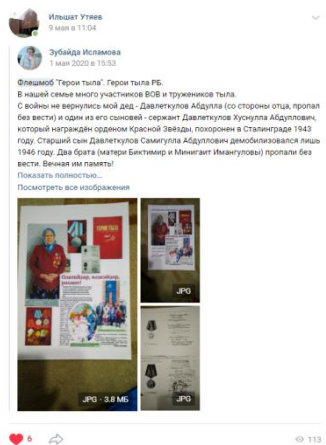 Ильшат Утяев
9 мая в 11:04
Зубайда Исламова
1 мая 2020 в 15:53
Флешмоб "Герои тыла". Герои тыла РБ.
В нашей семье много участников ВОВ и тружеников тыла.
С войны не вернулись мой дед - Давлеткулов Абдулла (со стороны отца, пропал
без вести) и один из его сыновей - сержант Давлеткулов Хуснулла Абдуллович,
который награждён орденом Красной Звёзды, похоронен в Сталинграде 1943
году. Старший сын Давлеткулов Самигулла Абдуллович демобилизовался лишь
1946 году. Два брата (матери Биктимир и Минигаит Имангуловы) пропали без
вести. Вечная им память!
Показать полностью...
Посмотреть все изображения
JPG · 3.8 МБ
JPG
JPG
6
113